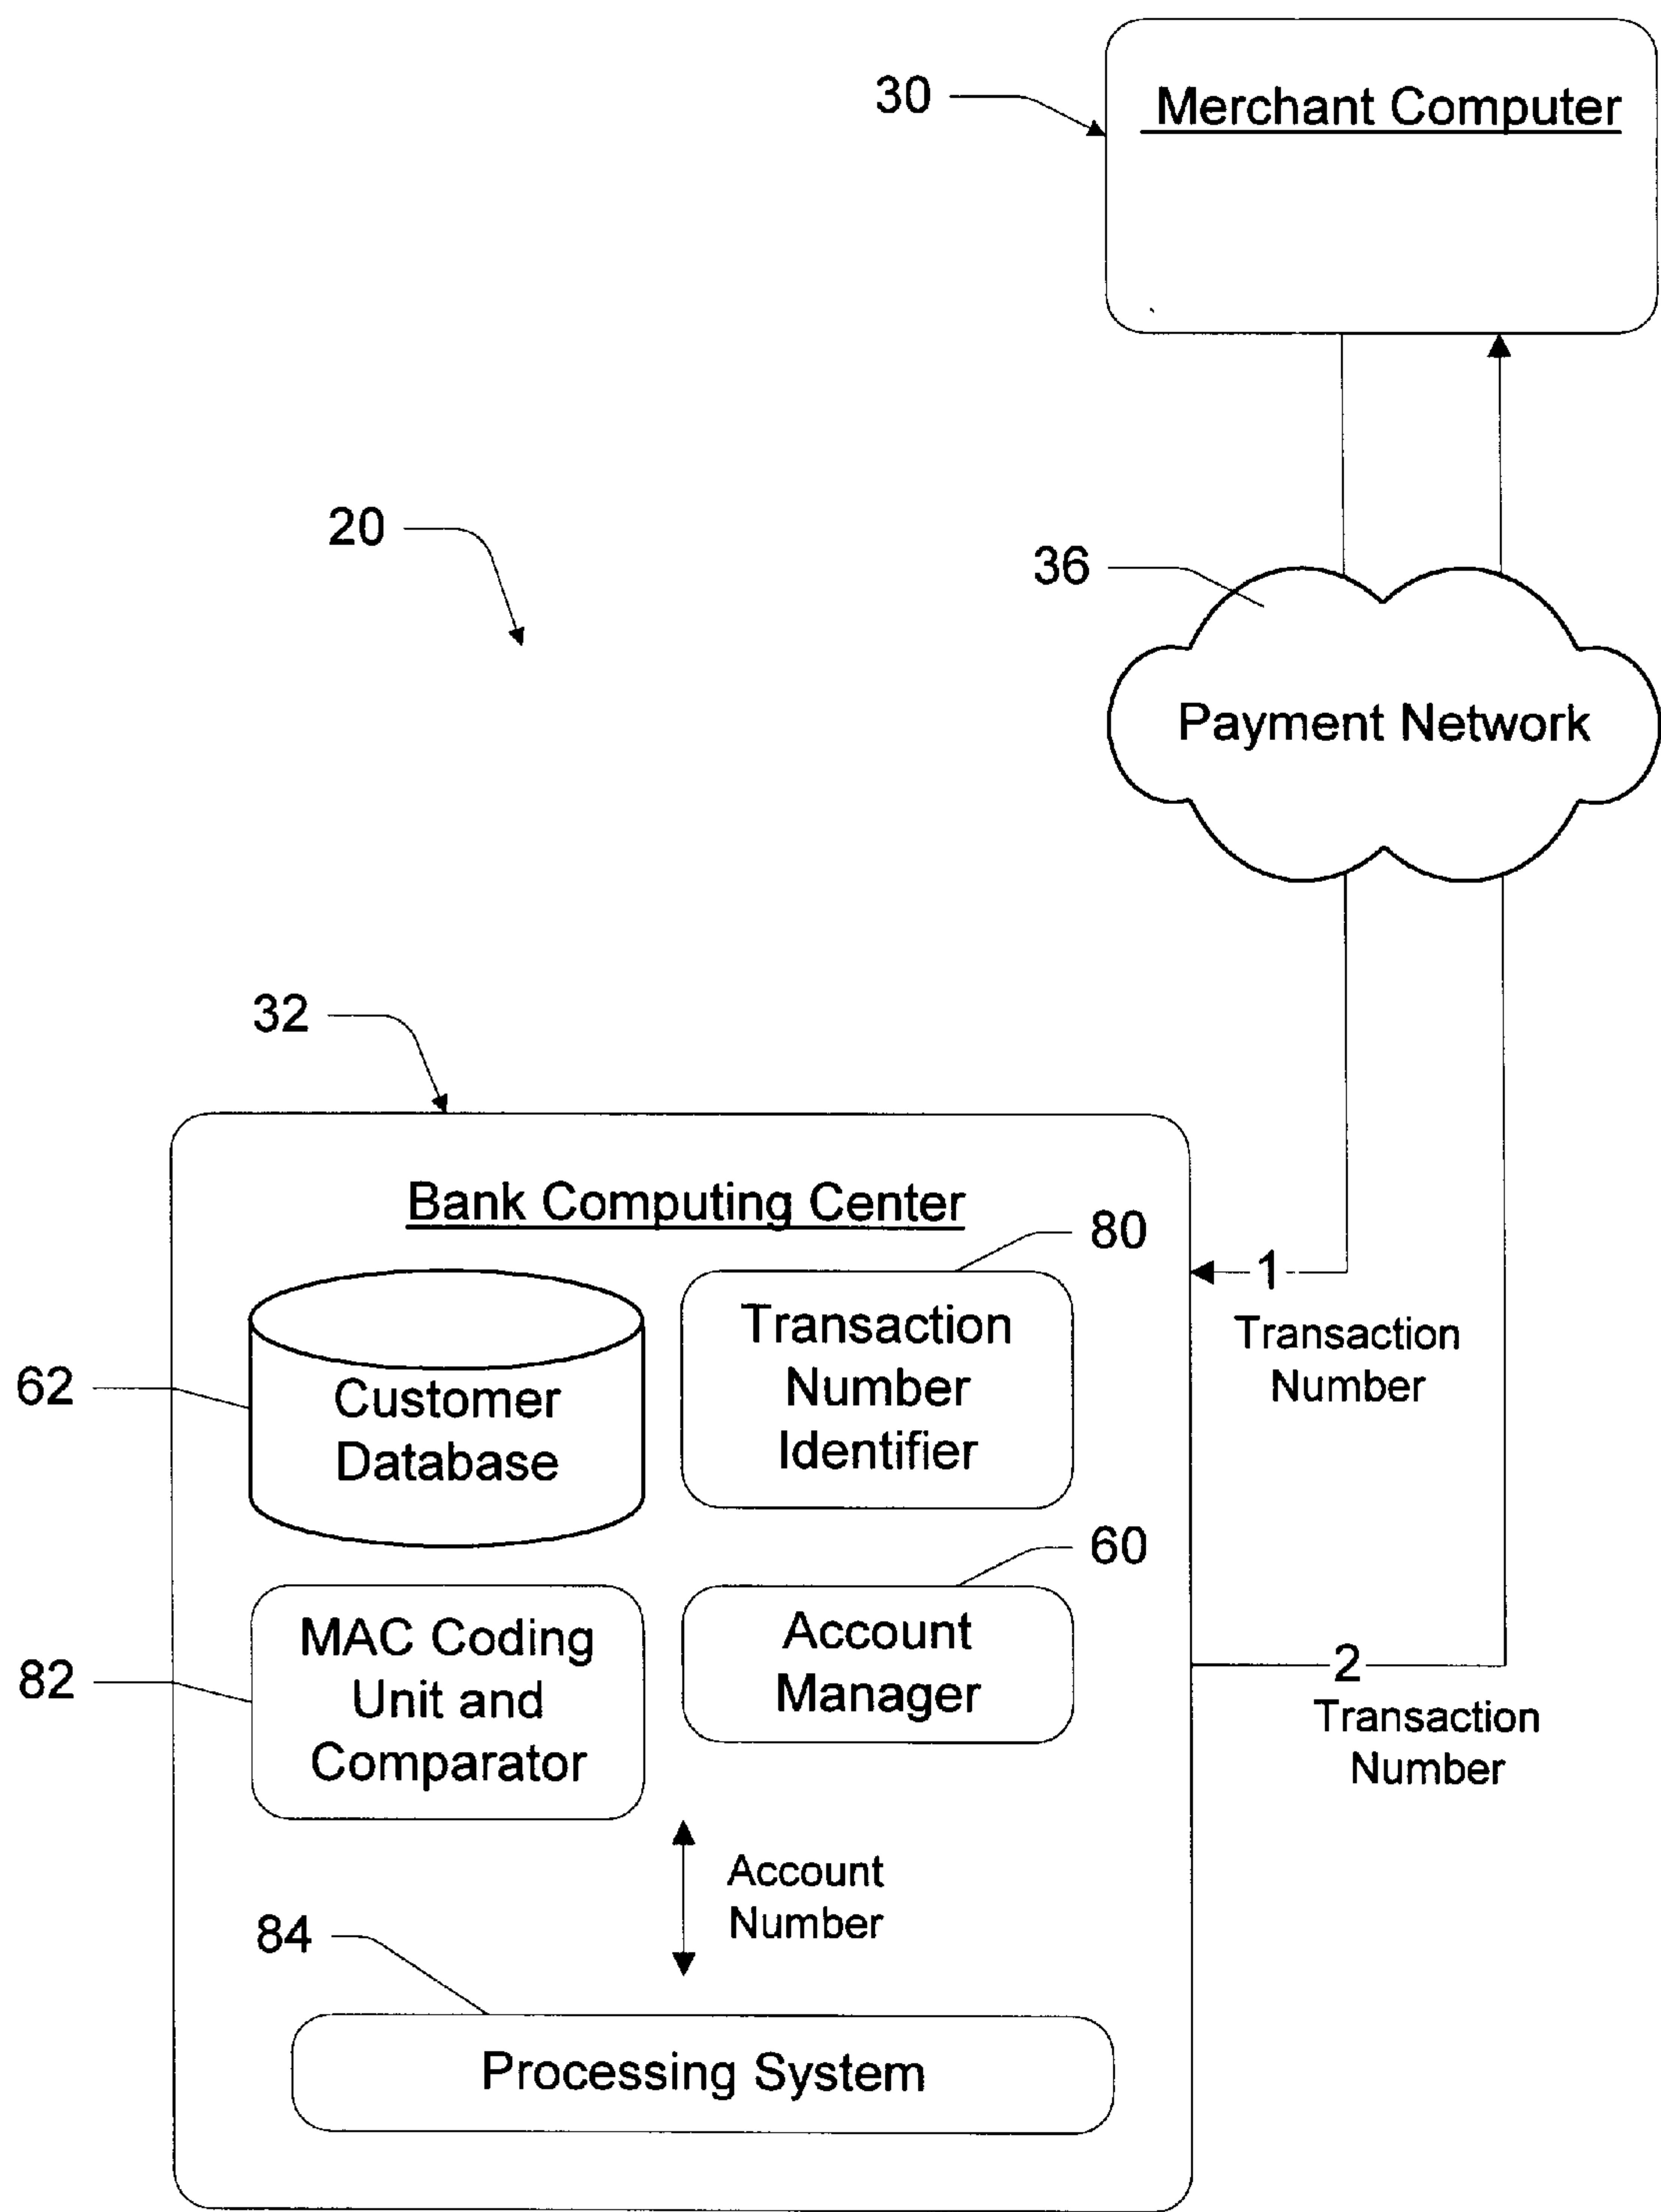 30
Merchant Computer
20
36
Payment Network
32
Bank Computing Center
80
1
Transaction
Number
62
Customer
Database
Transaction
Number
Identifier
60
82
MAC Coding
Unit and
Comparator
Account
Manager
2
Transaction
Number
Account
Number
84
Processing System